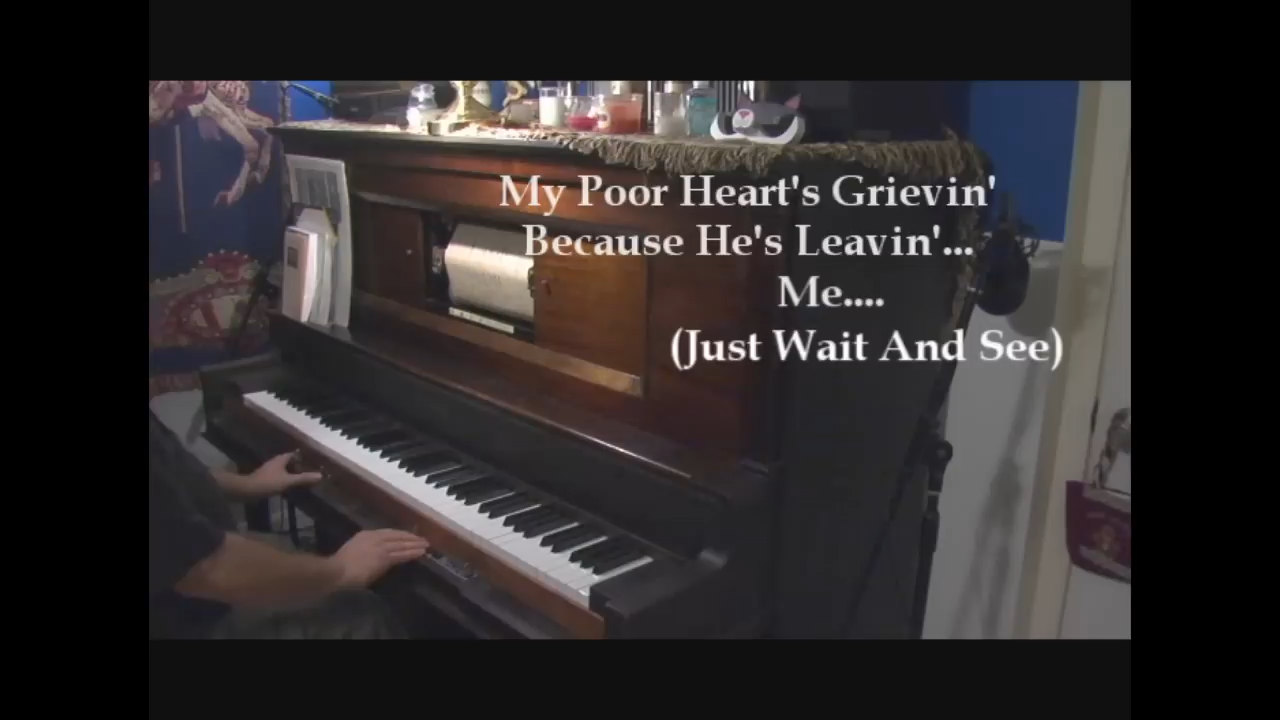 My Poor Heart's Grievin'
Because He's Leavin'...
Me....
(Just Wait And See)